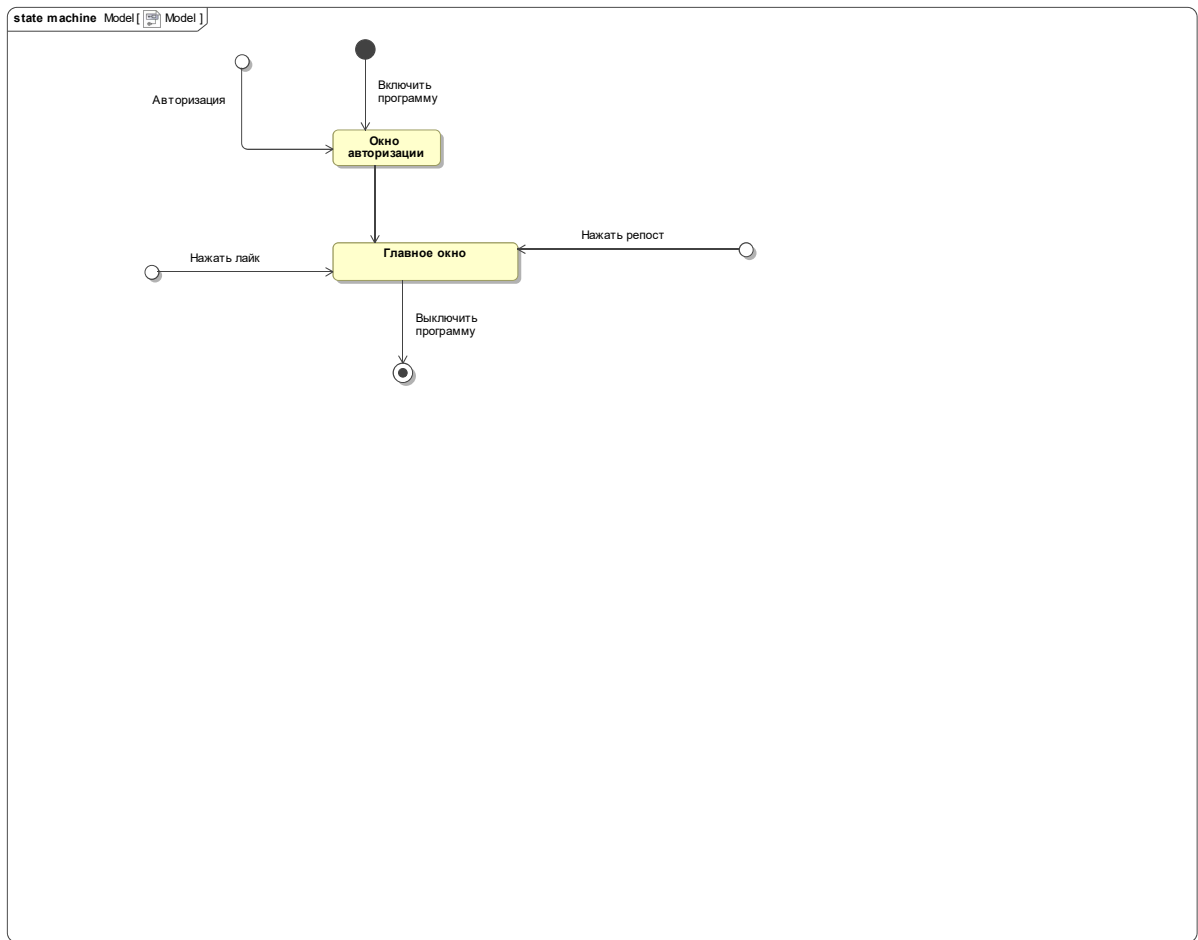 state machine Model [ Model ]
Включить
программу
Авторизация
Окно
авторизации
Нажать репост
Главное окно
Нажать лайк
Выключить
программу